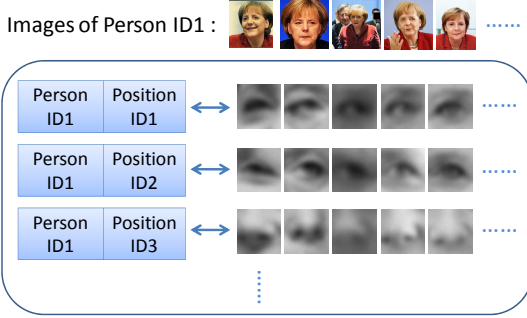 Images of Person ID1 :
......
Person Position
ID1 ID1
......
Person Position
ID1 ID2
......
Person Position
ID1 ID3
......
......